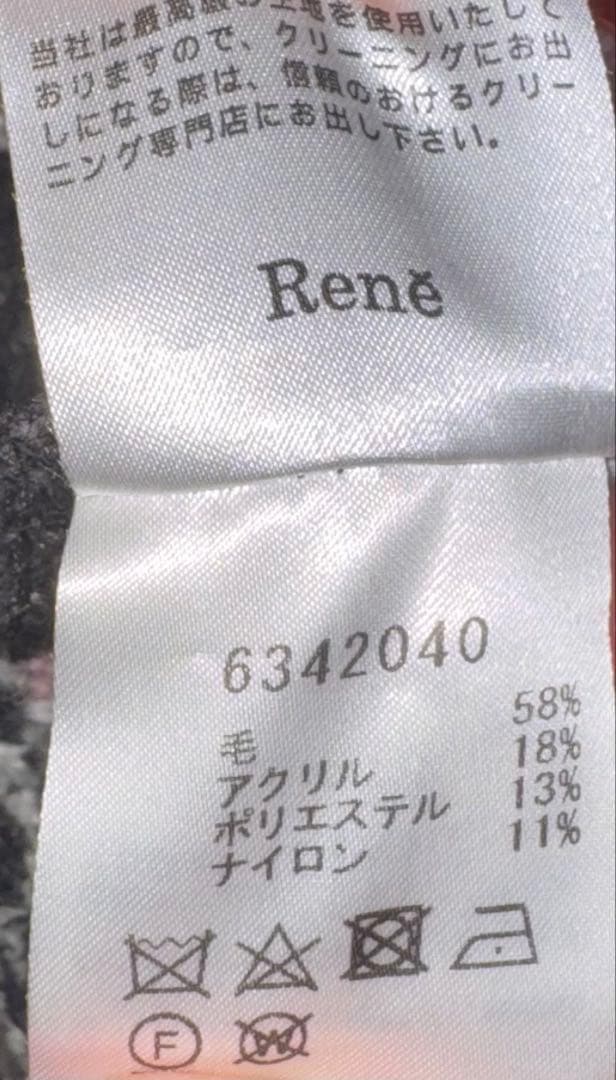 当社は最高級の生地を使用いたして
おりますので、クリーニングにお出
しになる際は、信頼のおけるクリー
ニング専門店にお出し下さい。
Renĕ
6342040
毛 58%
アクリル 18%
ポリエステル 13%
ナイロン 11%
F
W